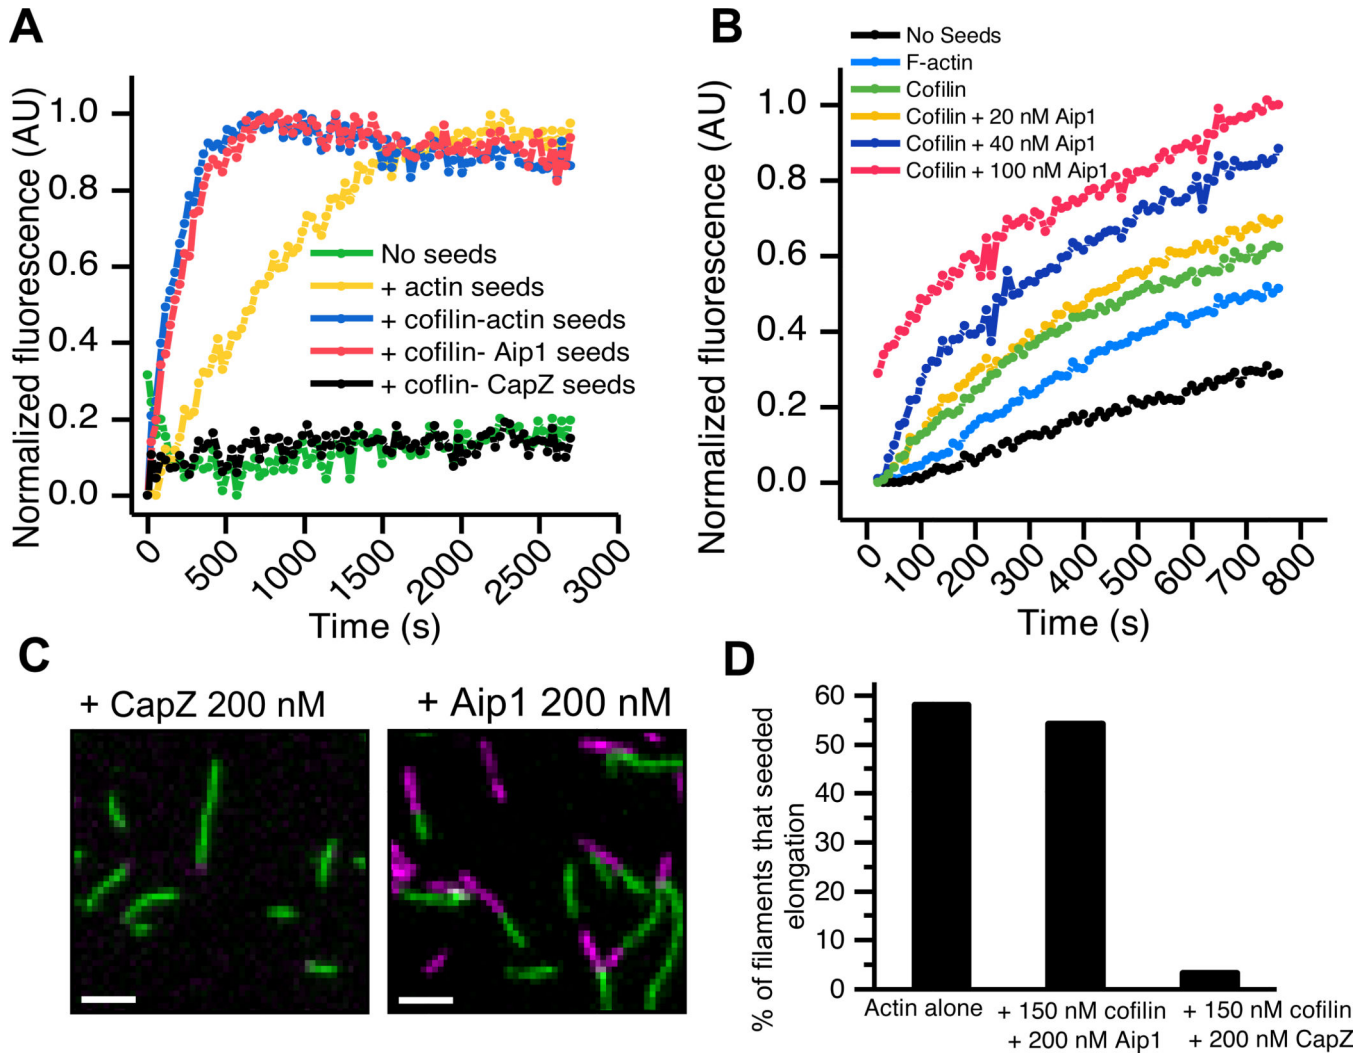 A
Normalized fluorescence (AU)
1.0
0.8
0.6
0.4
0.2
0.0
No seeds
+ actin seeds
+ cofilin-actin seeds
+ cofilin- Aip1 seeds
+ coflin- CapZ seeds
0
500
1000
1500
2000
2500
3000
Time (s)
B
No Seeds
F-actin
Cofilin
Cofilin + 20 nM Aip1
Cofilin + 40 nM Aip1
Cofilin + 100 nM Aip1
Normalized fluorescence (AU)
1.0
0.8
0.6
0.4
0.2
0.0
0
100
200
300
400
500
600
700
800
Time (s)
C
+ CapZ 200 nM
+ Aip1 200 nM
D
% of filaments that seeded
elongation
60
50
40
30
20
10
0
Actin alone
+ 150 nM cofilin
+ 200 nM Aip1
+ 150 nM cofilin
+ 200 nM CapZ